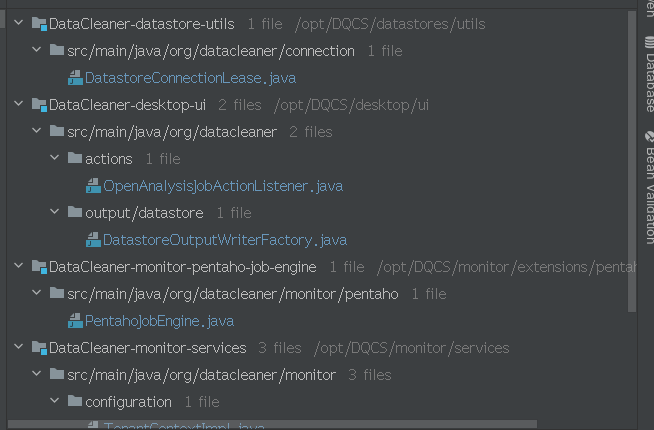 DataCleaner-datastore-utils 1 file /opt/DQCS/datastores/utils
src/main/java/org/datacleaner/connection 1 file
DatastoreConnectionLease.java
DataCleaner-desktop-ui 2 files /opt/DQCS/desktop/ui
src/main/java/org/datacleaner 2 files
actions 1 file
OpenAnalysisJobActionListener.java
output/datastore 1 file
DatastoreOutputWriterFactory.java
DataCleaner-monitor-pentaho-job-engine 1 file /opt/DQCS/monitor/extensions/pentah
src/main/java/org/datacleaner/monitor/pentaho 1 file
PentahoJobEngine.java
DataCleaner-monitor-services 3 files /opt/DQCS/monitor/services
src/main/java/org/datacleaner/monitor 3 files
configuration 1 file
TenantContextImpl.java
Database
Bean Validation